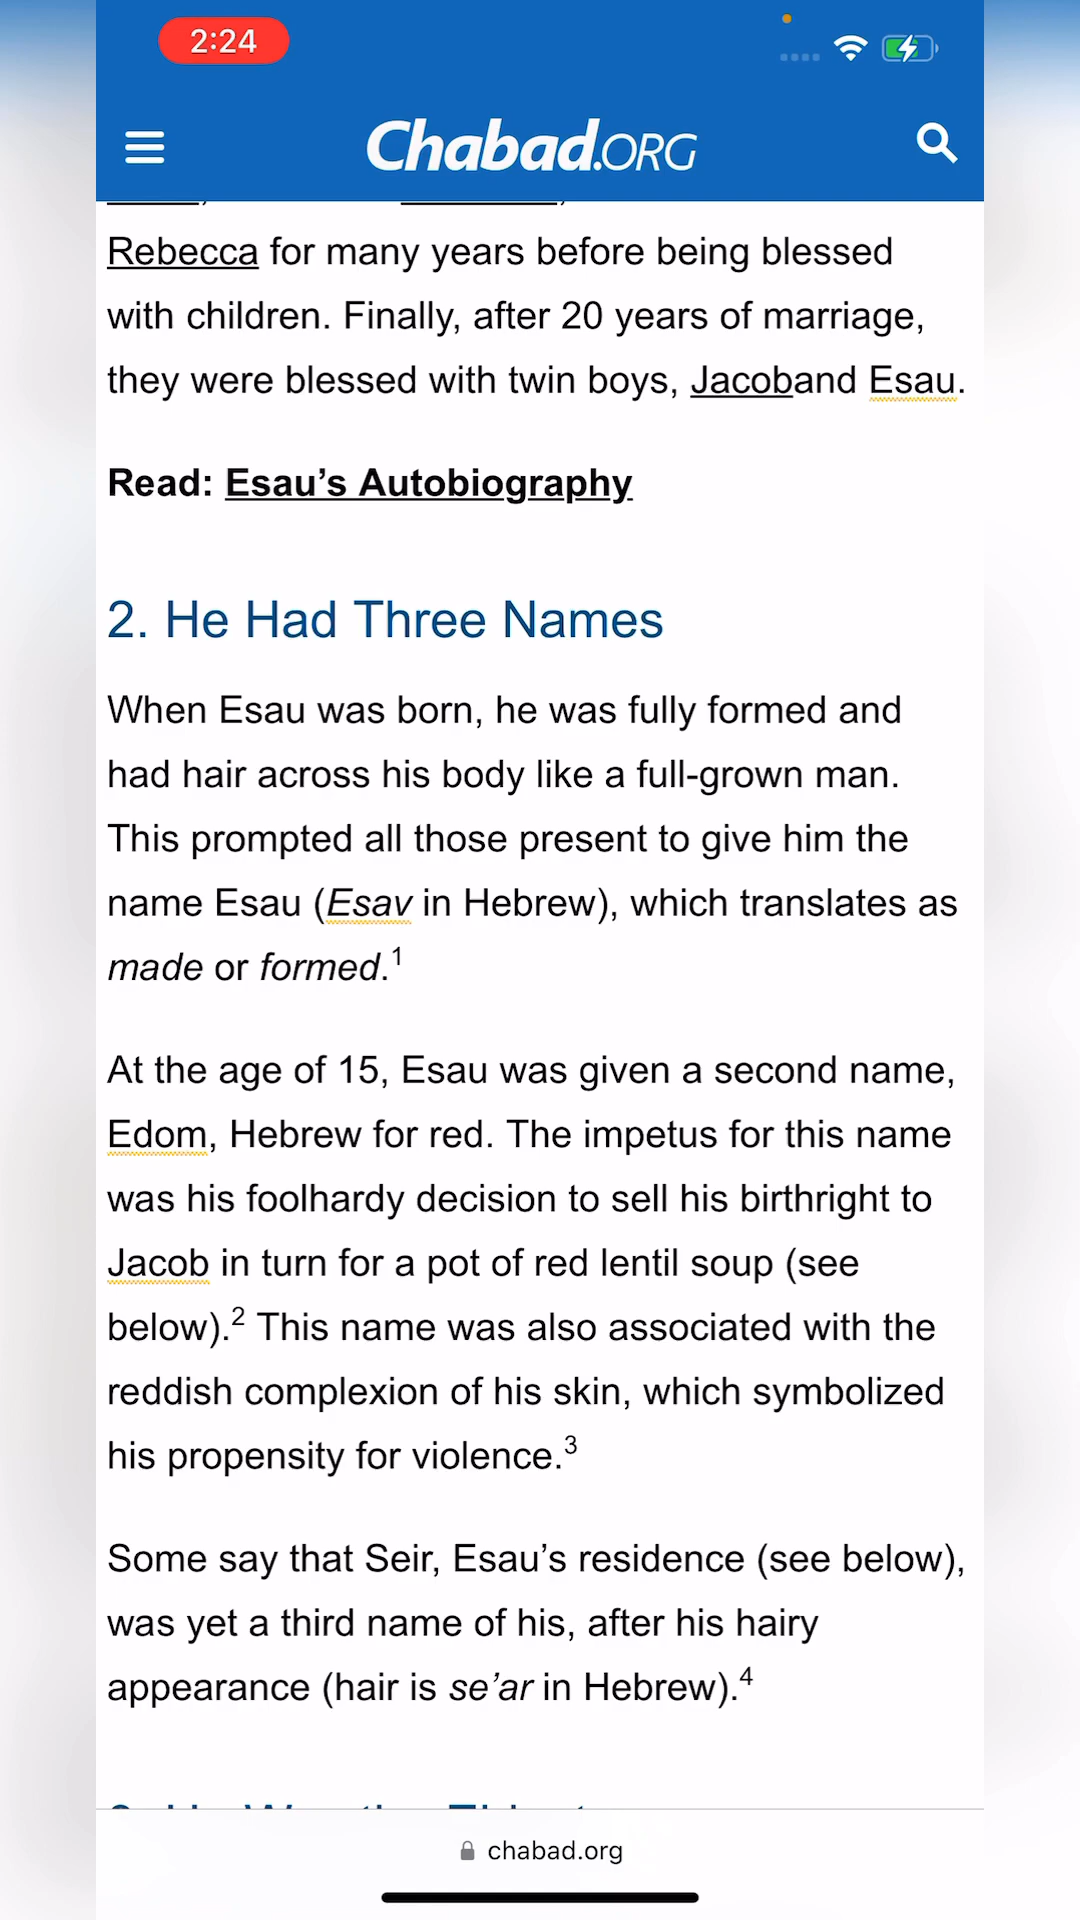 2:24
Chabad.ORG
Rebecca for many years before being blessed
with children. Finally, after 20 years of marriage,
they were blessed with twin boys, Jacoband Esau.
Read: Esau’s Autobiography
2. He Had Three Names
When Esau was born, he was fully formed and
had hair across his body like a full-grown man.
This prompted all those present to give him the
name Esau (Esav in Hebrew), which translates as
made or formed.1
At the age of 15, Esau was given a second name,
Edom, Hebrew for red. The impetus for this name
was his foolhardy decision to sell his birthright to
Jacob in turn for a pot of red lentil soup (see
below).2 This name was also associated with the
reddish complexion of his skin, which symbolized
his propensity for violence.3
Some say that Seir, Esau’s residence (see below),
was yet a third name of his, after his hairy
appearance (hair is se’ar in Hebrew).4
chabad.org